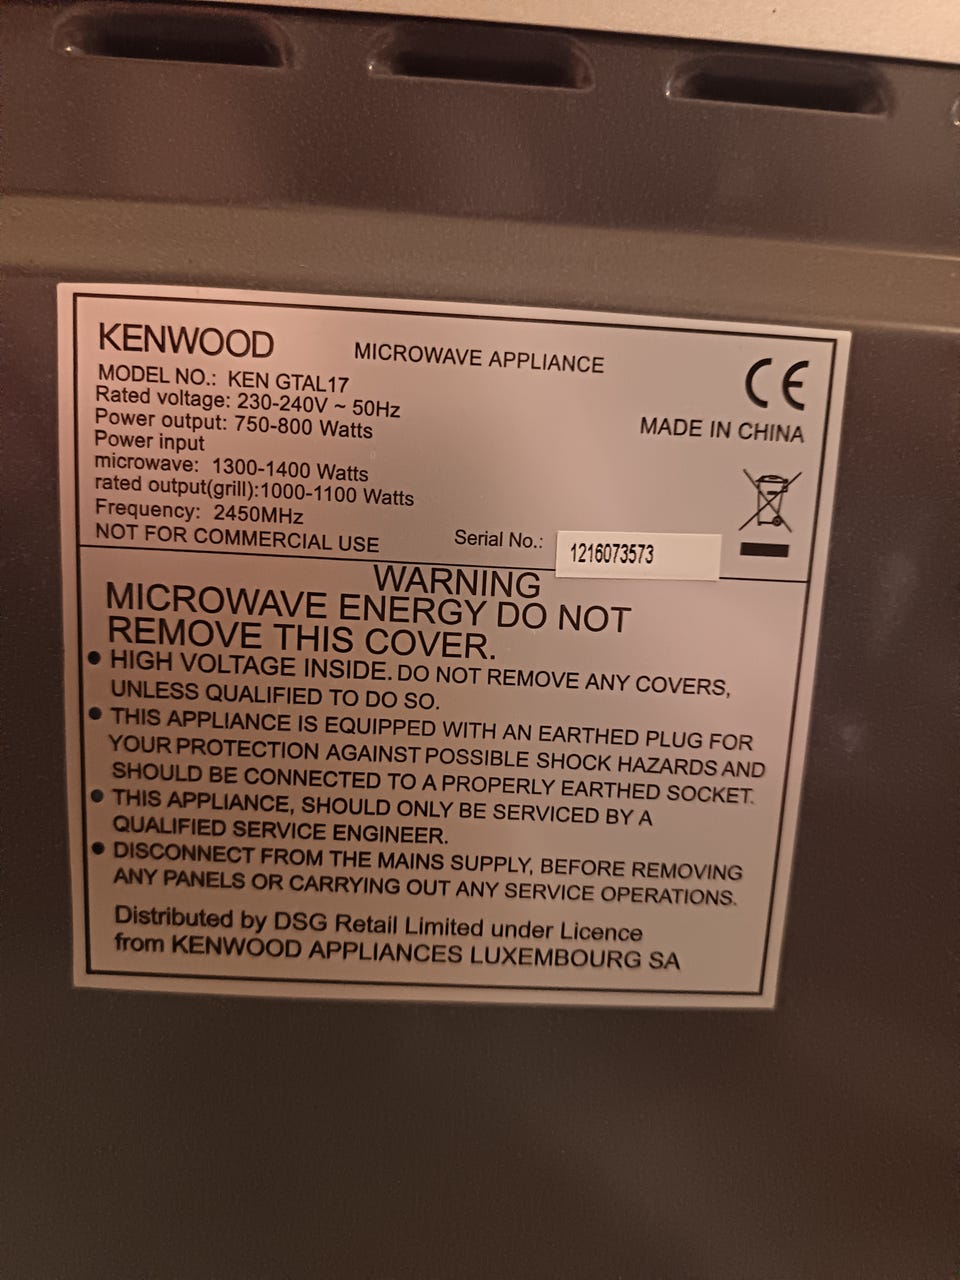 KENWOOD
MICROWAVE APPLIANCE
CE
MODEL NO.: KEN GTAL17
Rated voltage: 230-240V ~ 50Hz
Power output: 750-800 Watts
MADE IN CHINA
Power input
microwave: 1300-1400 Watts
rated output(grill):1000-1100 Watts
Frequency: 2450MHz
NOT FOR COMMERCIAL USE
Serial No.: 1216073573
WARNING
MICROWAVE ENERGY DO NOT
REMOVE THIS COVER.
● HIGH VOLTAGE INSIDE. DO NOT REMOVE ANY COVERS,
UNLESS QUALIFIED TO DO SO.
● THIS APPLIANCE IS EQUIPPED WITH AN EARTHED PLUG FOR
YOUR PROTECTION AGAINST POSSIBLE SHOCK HAZARDS AND
SHOULD BE CONNECTED TO A PROPERLY EARTHED SOCKET.
● THIS APPLIANCE, SHOULD ONLY BE SERVICED BY A
QUALIFIED SERVICE ENGINEER.
● DISCONNECT FROM THE MAINS SUPPLY, BEFORE REMOVING
ANY PANELS OR CARRYING OUT ANY SERVICE OPERATIONS.
Distributed by DSG Retail Limited under Licence
from KENWOOD APPLIANCES LUXEMBOURG SA